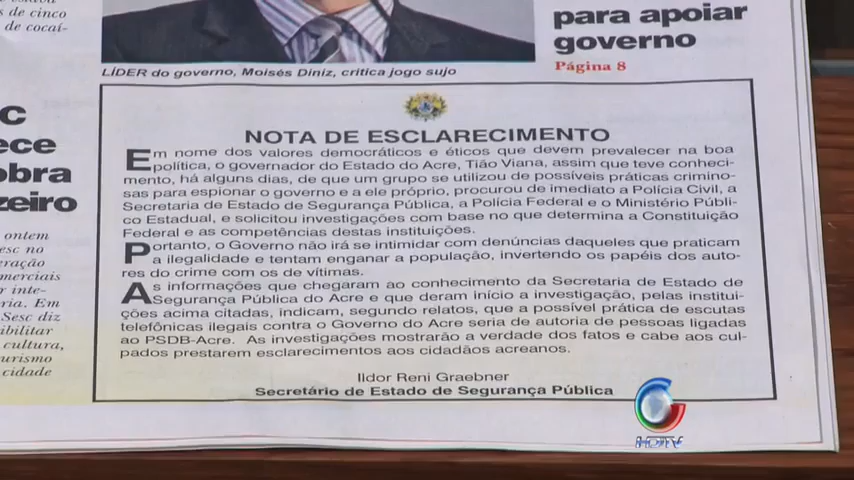 s de cinco
de cocaí-
para apoiar
governo
Página 8
LÍDER do governo, Moisés Diniz, critica jogo sujo
NOTA DE ESCLARECIMENTO
Em nome dos valores democráticos e éticos que devem prevalecer na boa
política, o governador do Estado do Acre, Tião Viana, assim que teve conheci-
mento, há alguns dias, de que um grupo se utilizou de possíveis práticas crimino-
sas para espionar o governo e a ele próprio, procurou de imediato a Polícia Civil, a
Secretaria de Estado de Segurança Pública, a Polícia Federal e o Ministério Públi-
co Estadual, e solicitou investigações com base no que determina a Constituição
Federal e as competências destas instituições.
Portanto, o Governo não irá se intimidar com denúncias daqueles que praticam
a ilegalidade e tentam enganar a população, invertendo os papéis dos auto-
res do crime com os de vítimas.
As informações que chegaram ao conhecimento da Secretaria de Estado de
Segurança Pública do Acre e que deram início a investigação, pelas institui-
ções acima citadas, indicam, segundo relatos, que a possível prática de escutas
telefônicas ilegais contra o Governo do Acre seria de autoria de pessoas ligadas
ao PSDB-Acre. As investigações mostrarão a verdade dos fatos e cabe aos cul-
pados prestarem esclarecimentos aos cidadãos acreanos.
Ildor Reni Graebner
Secretário de Estado de Segurança Pública
C
ece
obra
zeiro
ontem
esc no
eração
merciais
r inte-
ria. Em
Sesc diz
ibilitar
cultura,
urismo
cidade
HDTV